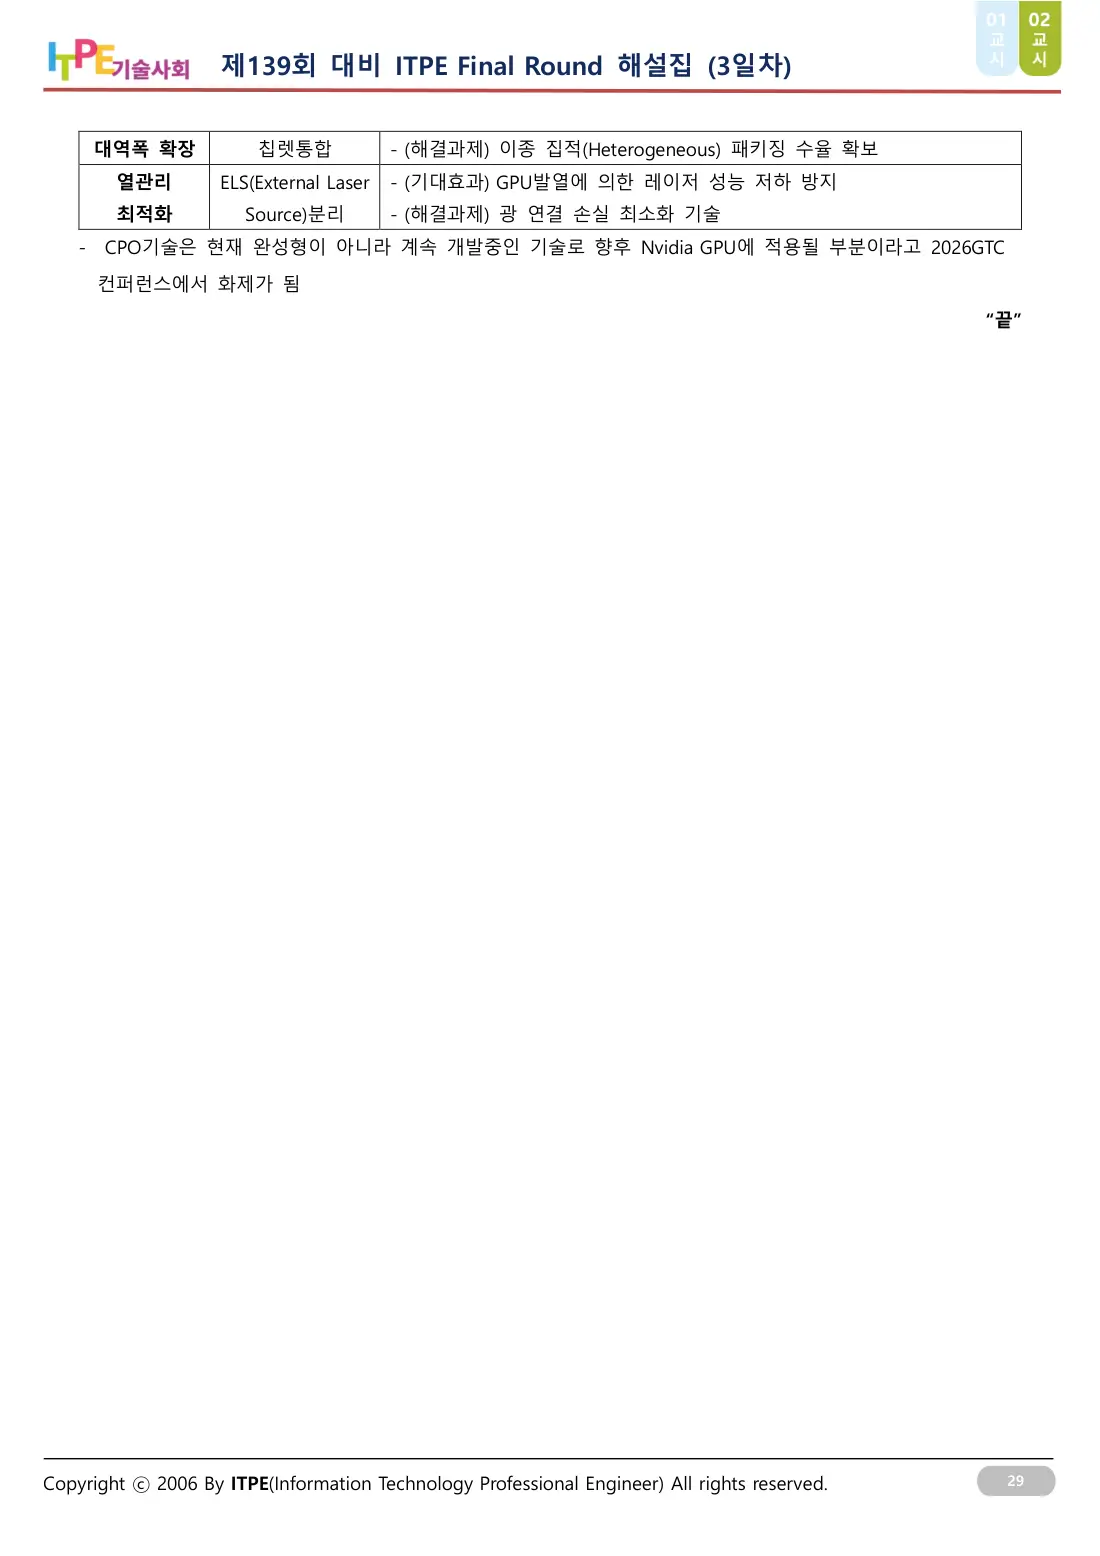 ITPE기술사회 제139회 대비 ITPE Final Round 해설집 (3일차)
01 교시
02 교시
대역폭 확장 칩렛통합 - (해결과제) 이종 집적(Heterogeneous) 패키징 수율 확보
열관리 ELS(External Laser - (기대효과) GPU발열에 의한 레이저 성능 저하 방지
최적화 Source)분리 - (해결과제) 광 연결 손실 최소화 기술
- CPO기술은 현재 완성형이 아니라 계속 개발중인 기술로 향후 Nvidia GPU에 적용될 부분이라고 2026GTC
컨퍼런스에서 화제가 됨
“끝”
Copyright ⓒ 2006 By ITPE(Information Technology Professional Engineer) All rights reserved.
29